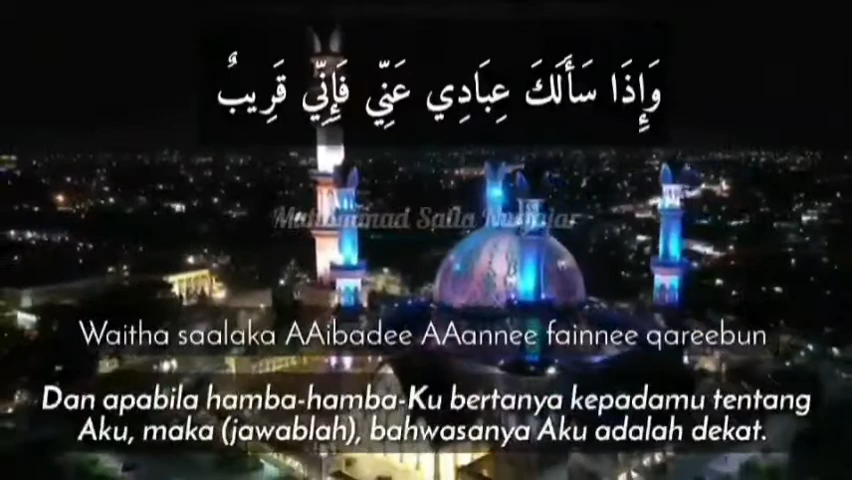 وَإِذَا سَأَلَكَ عِبَادِي عَنِّي فَإِنِّي قَرِيبٌ
Waitha saalaka AAibadee AAannee fainnee qareebun
Dan apabila hamba-hamba-Ku bertanya kepadamu tentang
Aku, maka (jawablah), bahwasanya Aku adalah dekat.